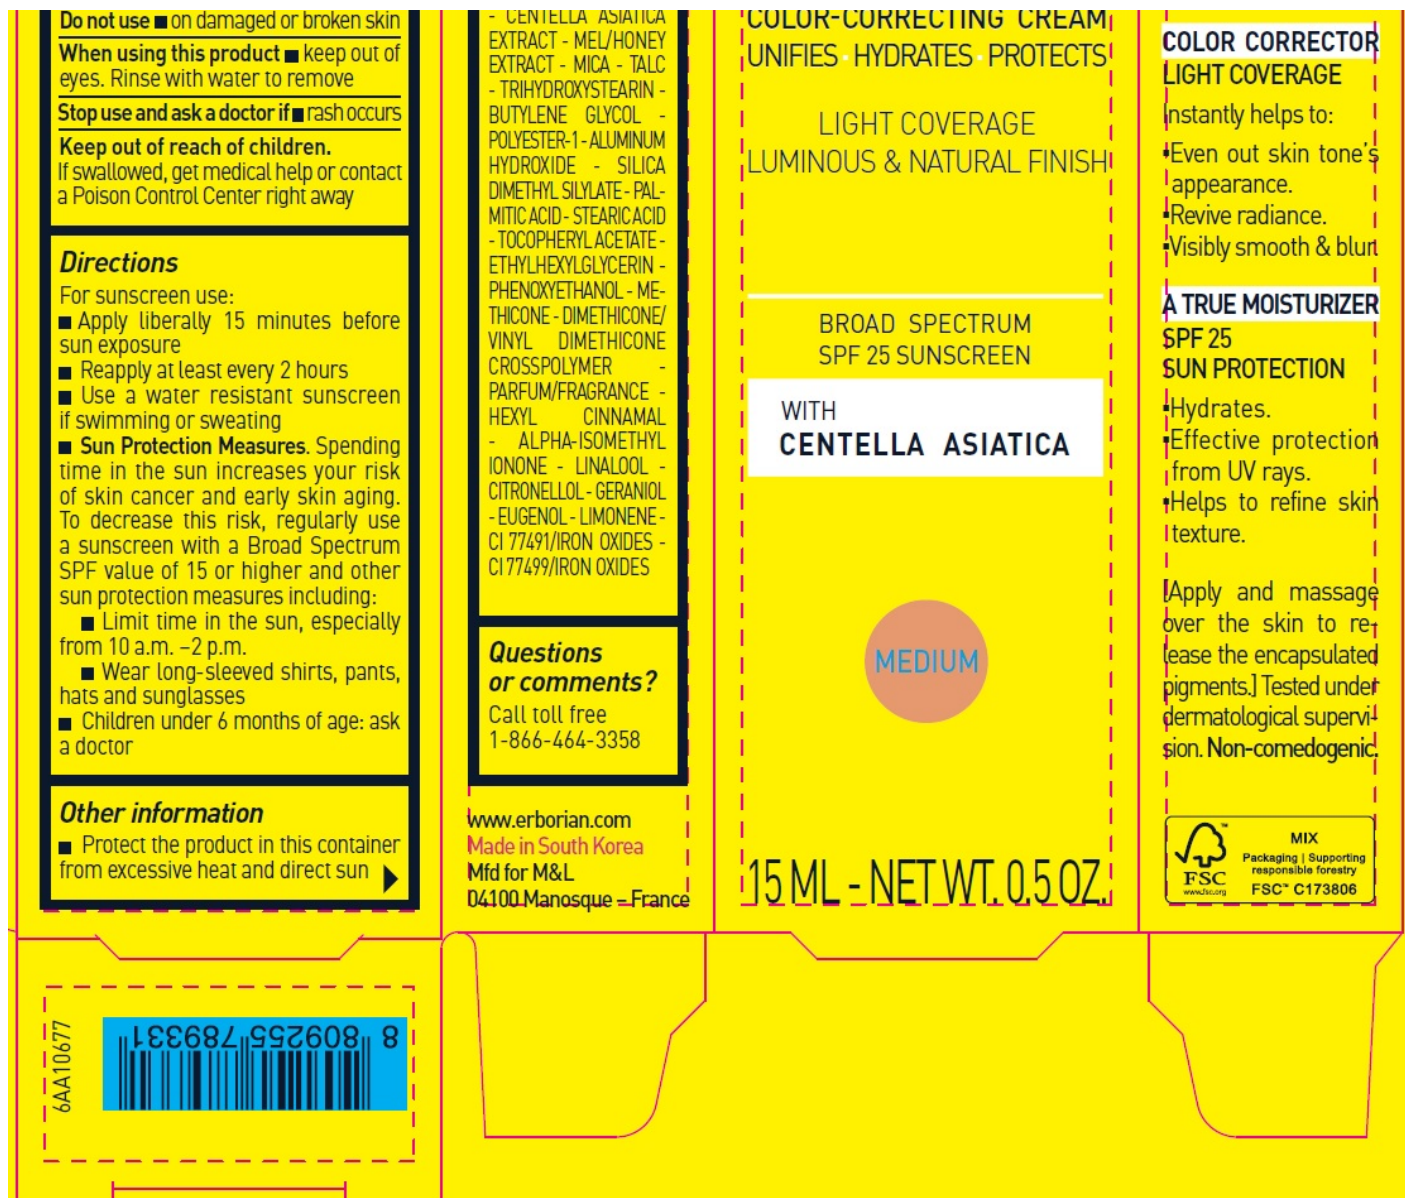 Do not use ■ on damaged or broken skin
When using this product ■ keep out of
eyes. Rinse with water to remove
Stop use and ask a doctor if ■ rash occurs
Keep out of reach of children.
If swallowed, get medical help or contact
a Poison Control Center right away
Directions
For sunscreen use:
■ Apply liberally 15 minutes before
sun exposure
■ Reapply at least every 2 hours
■ Use a water resistant sunscreen
if swimming or sweating
■ Sun Protection Measures. Spending
time in the sun increases your risk
of skin cancer and early skin aging.
To decrease this risk, regularly use
a sunscreen with a Broad Spectrum
SPF value of 15 or higher and other
sun protection measures including:
■ Limit time in the sun, especially
from 10 a.m. –2 p.m.
■ Wear long-sleeved shirts, pants,
hats and sunglasses
■ Children under 6 months of age: ask
a doctor
Other information
■ Protect the product in this container
from excessive heat and direct sun
- CENTELLA ASIATICA
EXTRACT - MEL/HONEY
EXTRACT - MICA - TALC
- TRIHYDROXYSTEARIN -
BUTYLENE GLYCOL -
POLYESTER-1 - ALUMINUM
HYDROXIDE - SILICA
DIMETHYL SILYLATE - PAL-
MITIC ACID - STEARIC ACID
- TOCOPHERYL ACETATE -
ETHYLHEXYLGLYCERIN -
PHENOXYETHANOL - ME-
THICONE - DIMETHICONE/
VINYL DIMETHICONE
CROSSPOLYMER -
PARFUM/FRAGRANCE -
HEXYL CINNAMAL
- ALPHA-ISOMETHYL
IONONE - LINALOOL -
CITRONELLOL - GERANIOL
- EUGENOL - LIMONENE -
CI 77491/IRON OXIDES -
CI 77499/IRON OXIDES
Questions
or comments?
Call toll free
1-866-464-3358
www.erborian.com
Made in South Korea
Mfd for M&L
04100 Manosque – France
COLOR-CORRECTING CREAM
UNIFIES · HYDRATES · PROTECTS
LIGHT COVERAGE
LUMINOUS & NATURAL FINISH
BROAD SPECTRUM
SPF 25 SUNSCREEN
WITH
CENTELLA ASIATICA
MEDIUM
15 ML - NET WT. 0.5 OZ.
COLOR CORRECTOR
LIGHT COVERAGE
Instantly helps to:
▪Even out skin tone's
appearance.
▪Revive radiance.
▪Visibly smooth & blur.
A TRUE MOISTURIZER
SPF 25
SUN PROTECTION
▪Hydrates.
▪Effective protection
from UV rays.
▪Helps to refine skin
texture.
[Apply and massage
over the skin to re-
lease the encapsulated
pigments.] Tested under
dermatological supervi-
sion. Non-comedogenic.
FSC
www.fsc.org
MIX
Packaging | Supporting
responsible forestry
FSC™ C173806
6AA10677
8 809255 789331